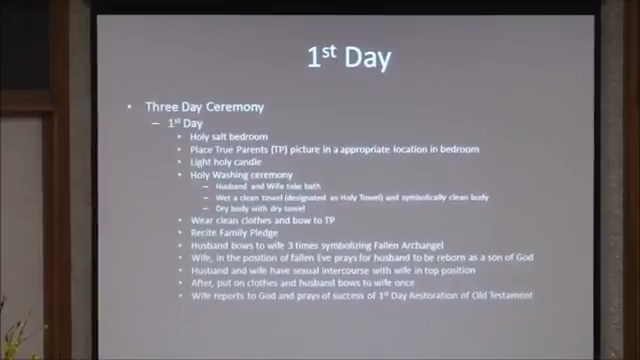 1st Day
• Three Day Ceremony
– 1st Day
• Holy salt bedroom
• Place True Parents (TP) picture in a appropriate location in bedroom
• Light holy candle
• Holy Washing ceremony
– Husband and Wife take bath
– Wet a clean towel (designated as Holy Towel) and symbolically clean body
– Dry body with dry towel
• Wear clean clothes and bow to TP
• Recite Family Pledge
• Husband bows to wife 3 times symbolizing Fallen Archangel
• Wife, in the position of fallen Eve prays for husband to be reborn as a son of God
• Husband and wife have sexual intercourse with wife in top position
• After, put on clothes and husband bows to wife once
• Wife reports to God and prays of success of 1st Day Restoration of Old Testament